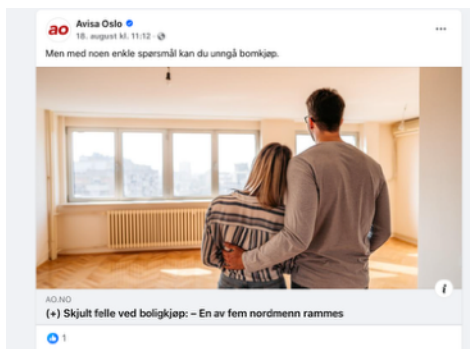 ao Avisa Oslo
18. august kl. 11:12 ·
Men med noen enkle spørsmål kan du unngå bomkjøp.
i
AO.NO
(+) Skjult felle ved boligkjøp: – En av fem nordmenn rammes
1